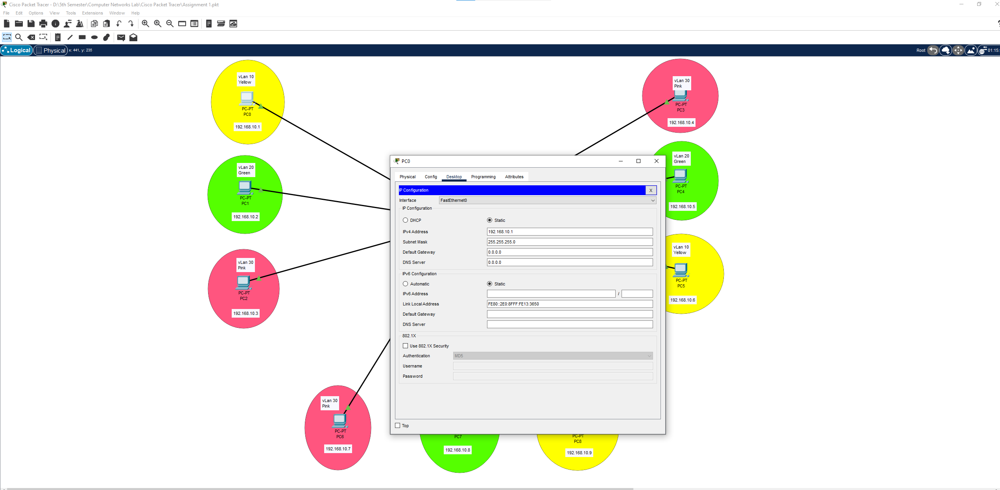 Cisco Packet Tracer - D:\5th Semester\Computer Networks Lab\Cisco Packet Tracer\Assignment 1.pkt
File Edit Options View Tools Extensions Window Help
Logical Physical x: 441, y: 235 Root 01:15:
vLan 10
Yellow
PC-PT
PC0
192.168.10.1
vLan 20
Green
PC-PT
PC1
192.168.10.2
vLan 30
Pink
PC-PT
PC2
192.168.10.3
vLan 30
Pink
PC-PT
PC3
192.168.10.4
vLan 20
Green
PC-PT
PC4
192.168.10.5
vLan 10
Yellow
PC-PT
PC5
192.168.10.6
vLan 30
Pink
PC-PT
PC6
192.168.10.7
PC7
192.168.10.8
PC-PT
PC8
192.168.10.9
PC0
Physical Config Desktop Programming Attributes
IP Configuration X
Interface FastEthernet0
IP Configuration
DHCP Static
IPv4 Address 192.168.10.1
Subnet Mask 255.255.255.0
Default Gateway 0.0.0.0
DNS Server 0.0.0.0
IPv6 Configuration
Automatic Static
IPv6 Address /
Link Local Address FE80::2E0:8FFF:FE13:3650
Default Gateway
DNS Server
802.1X
Use 802.1X Security
Authentication MD5
Username
Password
Top